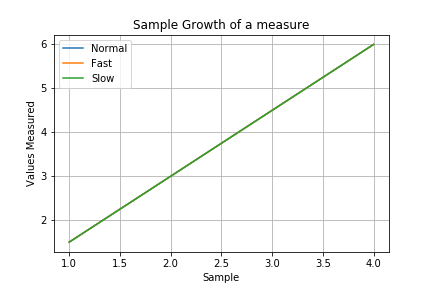 Sample Growth of a measure
Normal
Fast
Slow
6
5
4
3
2
Values Measured
1.0 1.5 2.0 2.5 3.0 3.5 4.0
Sample